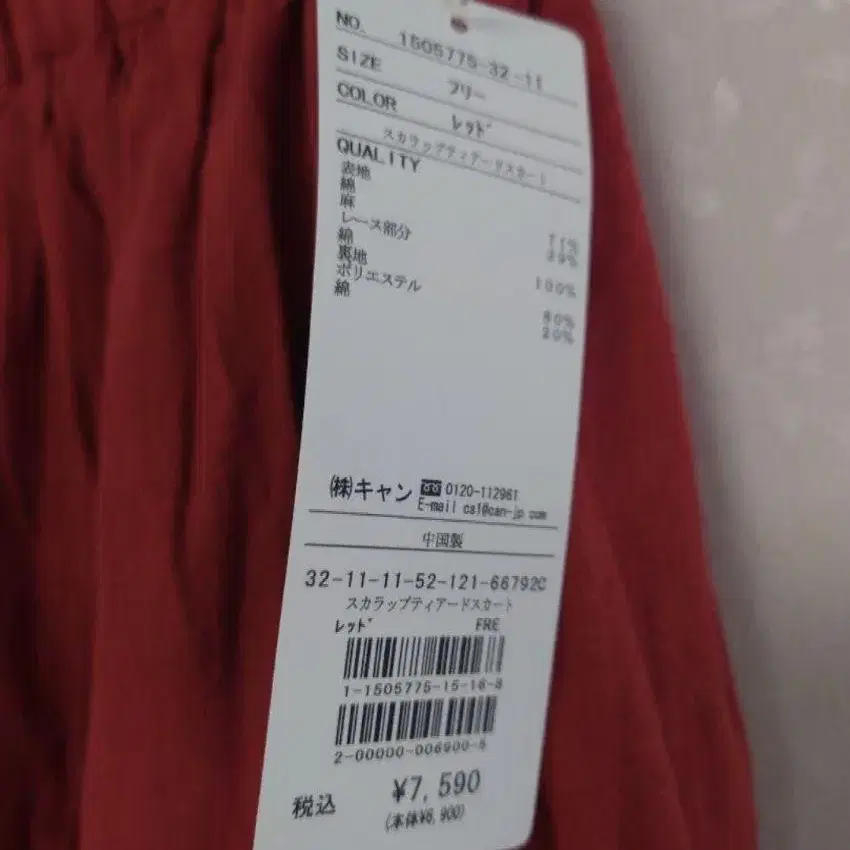 NO. 1505775-32-11
SIZE フリー
COLOR レッド
スカラップティアードスカート
QUALITY
表地
綿 71%
麻 29%
レース部分
綿 100%
裏地
ポリエステル 80%
綿 20%
㈱キャン 0120-112961
E-mail cs1@can-jp.com
中国製
32-11-11-52-121-66792C
スカラップティアードスカート
レッド FRE
1-1505775-15-16-8
2-00000-006900-5
税込 ¥7,590
(本体¥6,900)